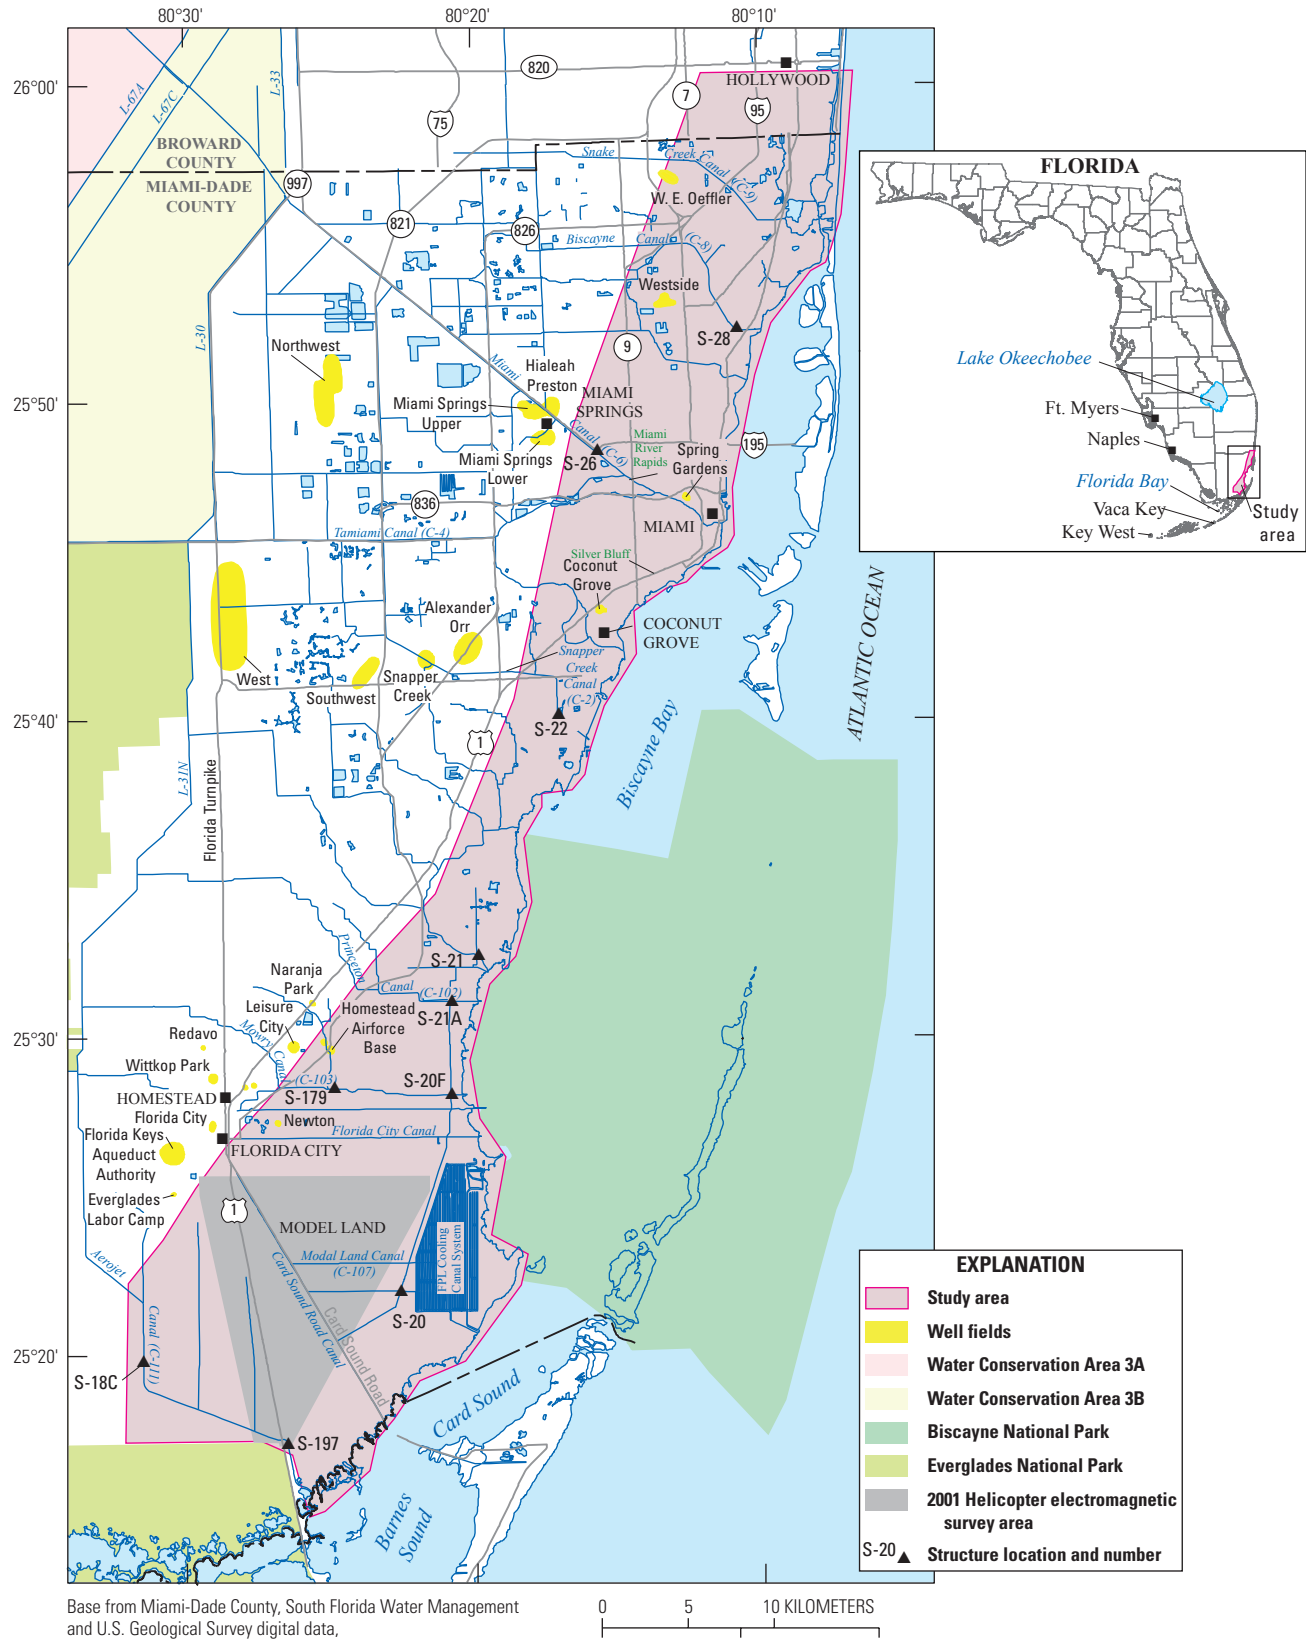 80°30'
80°20'
80°10'
26°00'
25°50'
25°40'
25°30'
25°20'
L-67A
L-67C
L-33
820
HOLLYWOOD
7
95
75
BROWARD
COUNTY
MIAMI-DADE
COUNTY
997
Snake
Creek Canal (C-9)
W. E. Oeffler
821
826
Biscayne
Canal
(C-8)
Westside
S-28
L-30
9
Northwest
Miami
Hialeah
Preston
MIAMI
SPRINGS
Miami Springs
Upper
Canal (C-6)
Miami
River
Rapids
195
Miami Springs
Lower
S-26
Spring
Gardens
836
MIAMI
Tamiami Canal (C-4)
Silver Bluff
Coconut
Grove
Alexander
Orr
COCONUT
GROVE
West
Southwest
Snapper
Creek
Snapper
Creek
Canal
(C-2)
S-22
1
L-31N
Florida Turnpike
Biscayne Bay
ATLANTIC OCEAN
Princeton
Canal
(C-102)
S-21
S-21A
Naranja
Park
Leisure
City
Homestead
Airforce
Base
Redavo
Mowry
Canal
(C-103)
Wittkop Park
S-179
S-20F
HOMESTEAD
Florida City
Newton
Florida Keys
Aqueduct
Authority
Florida City Canal
FLORIDA CITY
Everglades
Labor Camp
1
MODEL LAND
Modal Land Canal
(C-107)
FPL Cooling
Canal System
Aerojet
Canal (C-111)
Card Sound Road Canal
Card Sound Road
S-20
S-18C
S-197
Card Sound
Barnes
Sound
FLORIDA
Lake Okeechobee
Ft. Myers
Naples
Florida Bay
Vaca Key
Key West
Study
area
EXPLANATION
Study area
Well fields
Water Conservation Area 3A
Water Conservation Area 3B
Biscayne National Park
Everglades National Park
2001 Helicopter electromagnetic
survey area
S-20
Structure location and number
Base from Miami-Dade County, South Florida Water Management
and U.S. Geological Survey digital data,
0 5 10 KILOMETERS